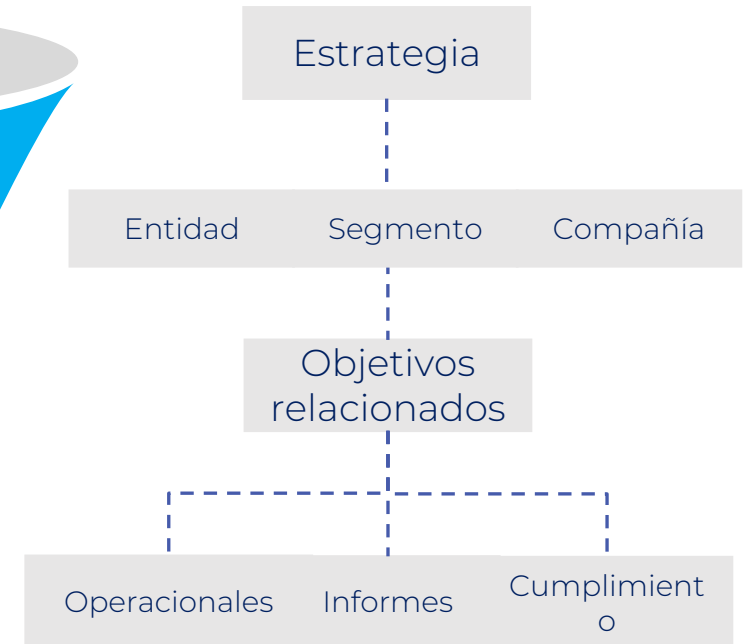 Estrategia
Entidad Segmento Compañía
Objetivos
relacionados
Operacionales Informes Cumplimient
o